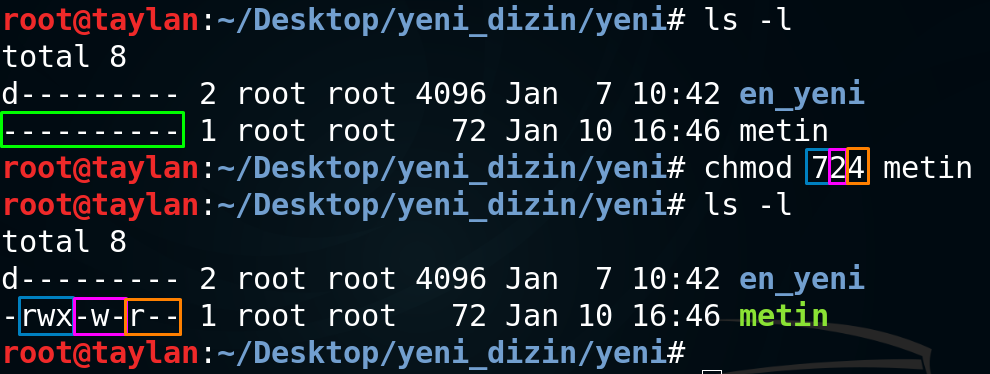 root@taylan:~/Desktop/yeni_dizin/yeni# ls -l
total 8
d--------- 2 root root 4096 Jan  7 10:42 en_yeni
---------- 1 root root   72 Jan 10 16:46 metin
root@taylan:~/Desktop/yeni_dizin/yeni# chmod 724 metin
root@taylan:~/Desktop/yeni_dizin/yeni# ls -l
total 8
d--------- 2 root root 4096 Jan  7 10:42 en_yeni
-rwx-w-r-- 1 root root   72 Jan 10 16:46 metin
root@taylan:~/Desktop/yeni_dizin/yeni#